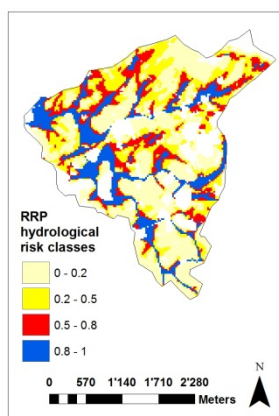 RRP
hydrological
risk classes
0 - 0.2
0.2 - 0.5
0.5 - 0.8
0.8 - 1
0 570 1'140 1'710 2'280
Meters
N